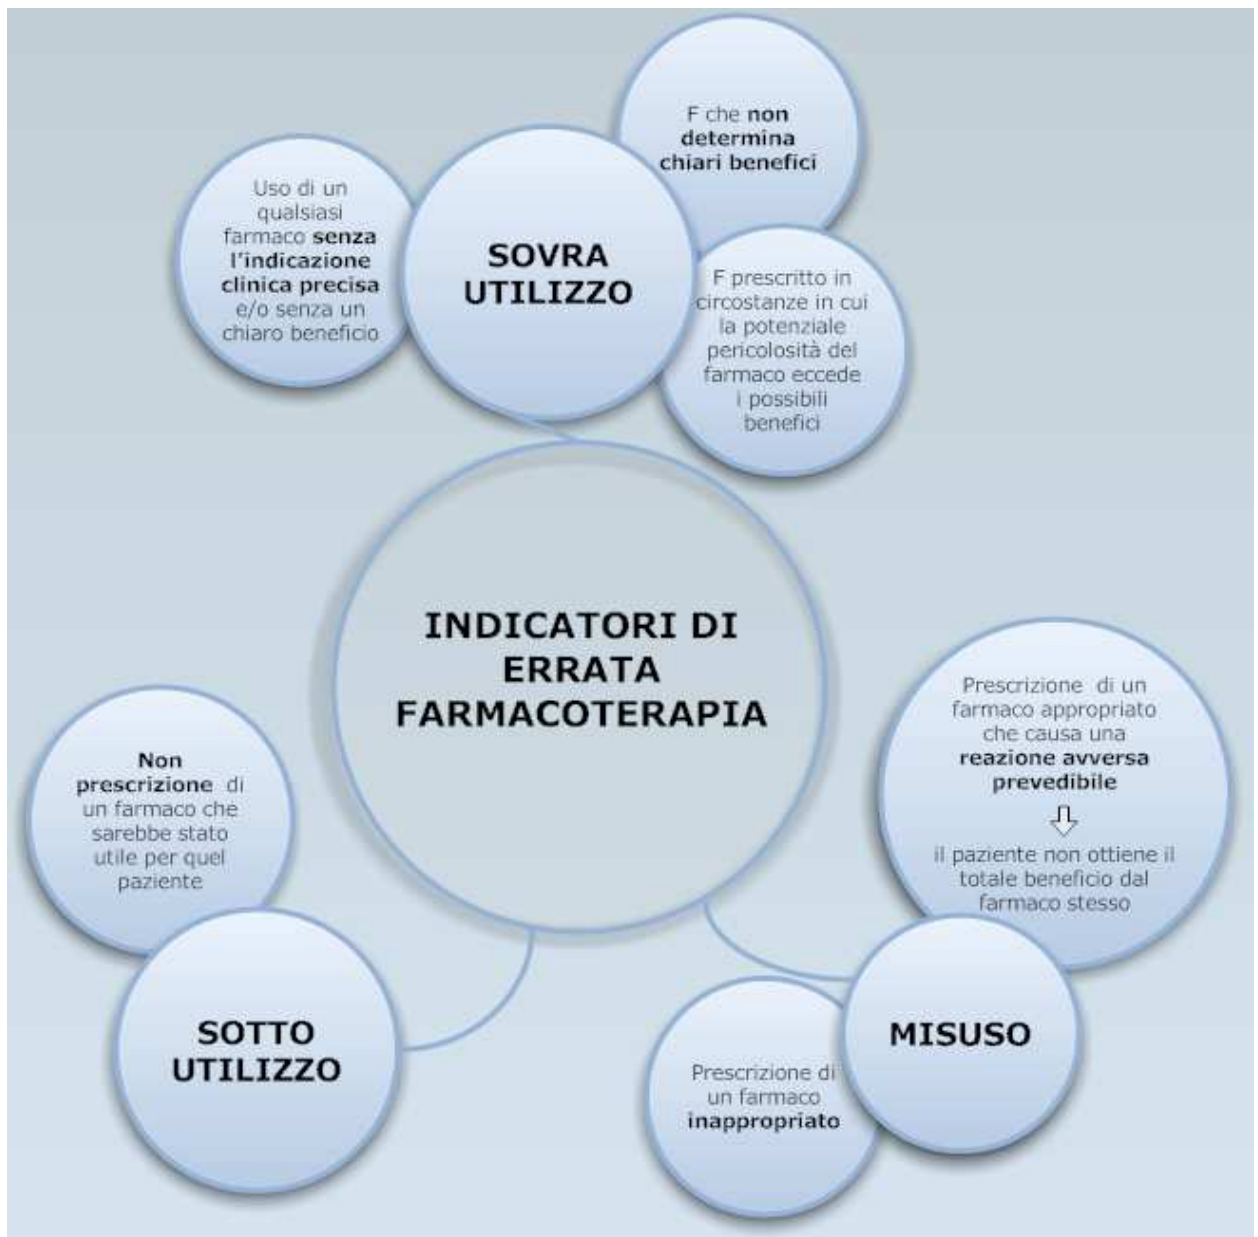 F che non
determina
chiari benefici
Uso di un
qualsiasi
farmaco senza
l'indicazione
clinica precisa
e/o senza un
chiaro beneficio
SOVRA
UTILIZZO
F prescritto in
circostanze in cui
la potenziale
pericolosità del
farmaco eccede
i possibili
benefici
INDICATORI DI
ERRATA
FARMACOTERAPIA
Non
prescrizione di
un farmaco che
sarebbe stato
utile per quel
paziente
SOTTO
UTILIZZO
Prescrizione di un
farmaco appropriato
che causa una
reazione avversa
prevedibile
il paziente non ottiene il
totale beneficio dal
farmaco stesso
MISUSO
Prescrizione di
un farmaco
inappropriato